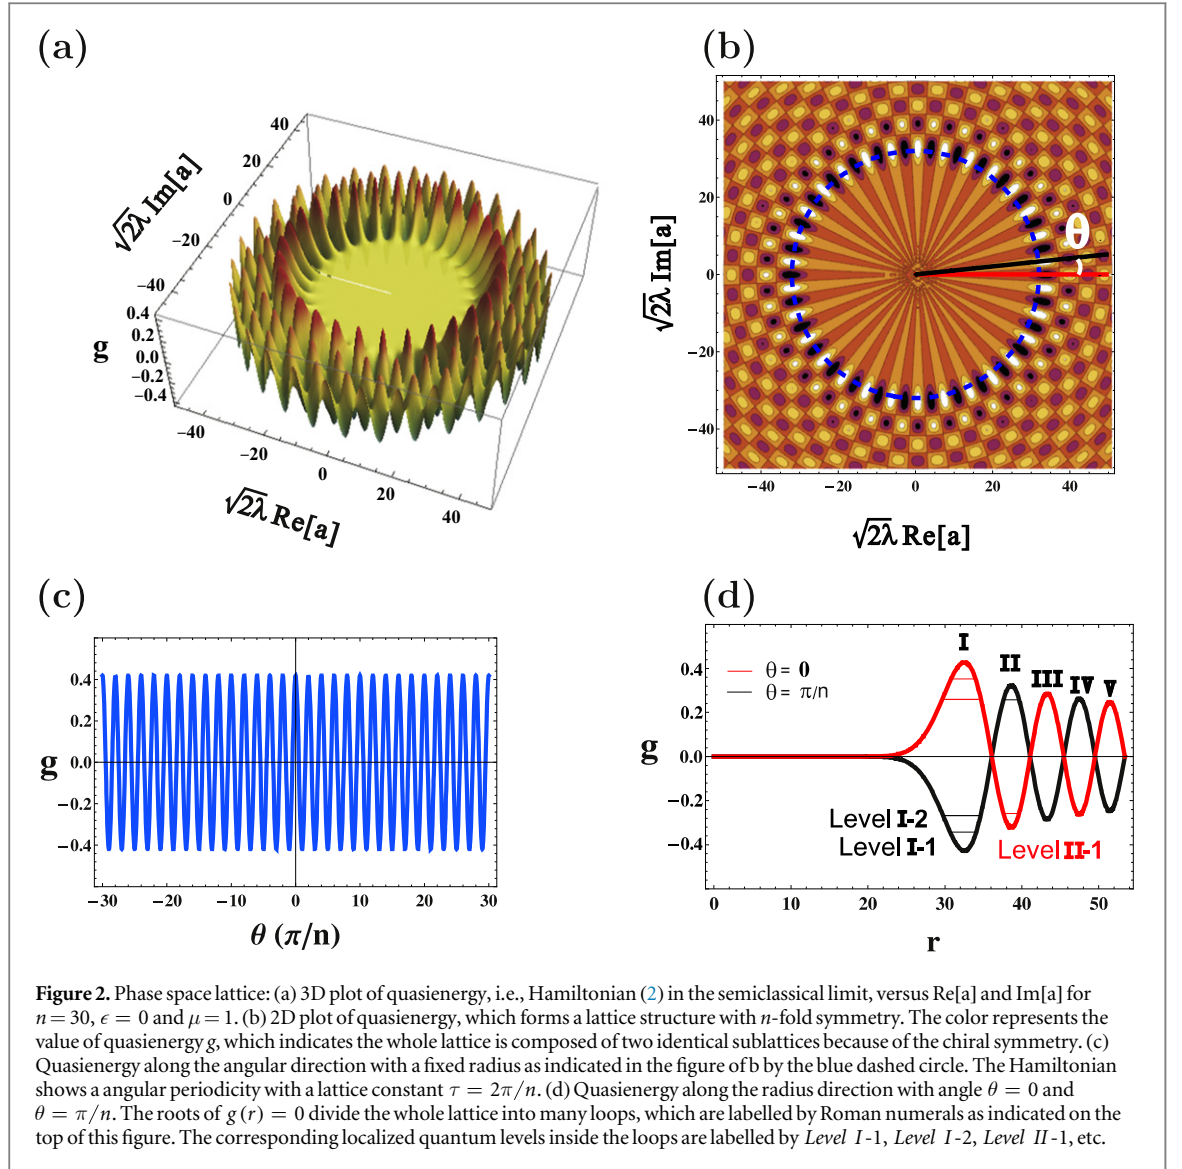 (a)
40
20
0
−20
−40
√2λ Im[a]
0.4
0.2
0.0
−0.2
−0.4
g
−40
−20
0
20
40
√2λ Re[a]
(b)
40
20
0
−20
−40
√2λ Im[a]
θ
−40
−20
0
20
40
√2λ Re[a]
(c)
0.4
0.2
g
0.0
−0.2
−0.4
−30
−20
−10
0
10
20
30
θ (π/n)
(d)
I
II
III
IV
V
θ = 0
θ = π/n
0.4
0.2
g
0.0
−0.2
−0.4
Level I-2
Level I-1
Level II-1
0
10
20
30
40
50
r
Figure 2. Phase space lattice: (a) 3D plot of quasienergy, i.e., Hamiltonian (2) in the semiclassical limit, versus Re[a] and Im[a] for
n = 30, ϵ = 0 and μ = 1. (b) 2D plot of quasienergy, which forms a lattice structure with n-fold symmetry. The color represents the
value of quasienergy g, which indicates the whole lattice is composed of two identical sublattices because of the chiral symmetry. (c)
Quasienergy along the angular direction with a fixed radius as indicated in the figure of b by the blue dashed circle. The Hamiltonian
shows a angular periodicity with a lattice constant τ = 2π/n. (d) Quasienergy along the radius direction with angle θ = 0 and
θ = π/n. The roots of g(r) = 0 divide the whole lattice into many loops, which are labelled by Roman numerals as indicated on the
top of this figure. The corresponding localized quantum levels inside the loops are labelled by Level I-1, Level I-2, Level II-1, etc.